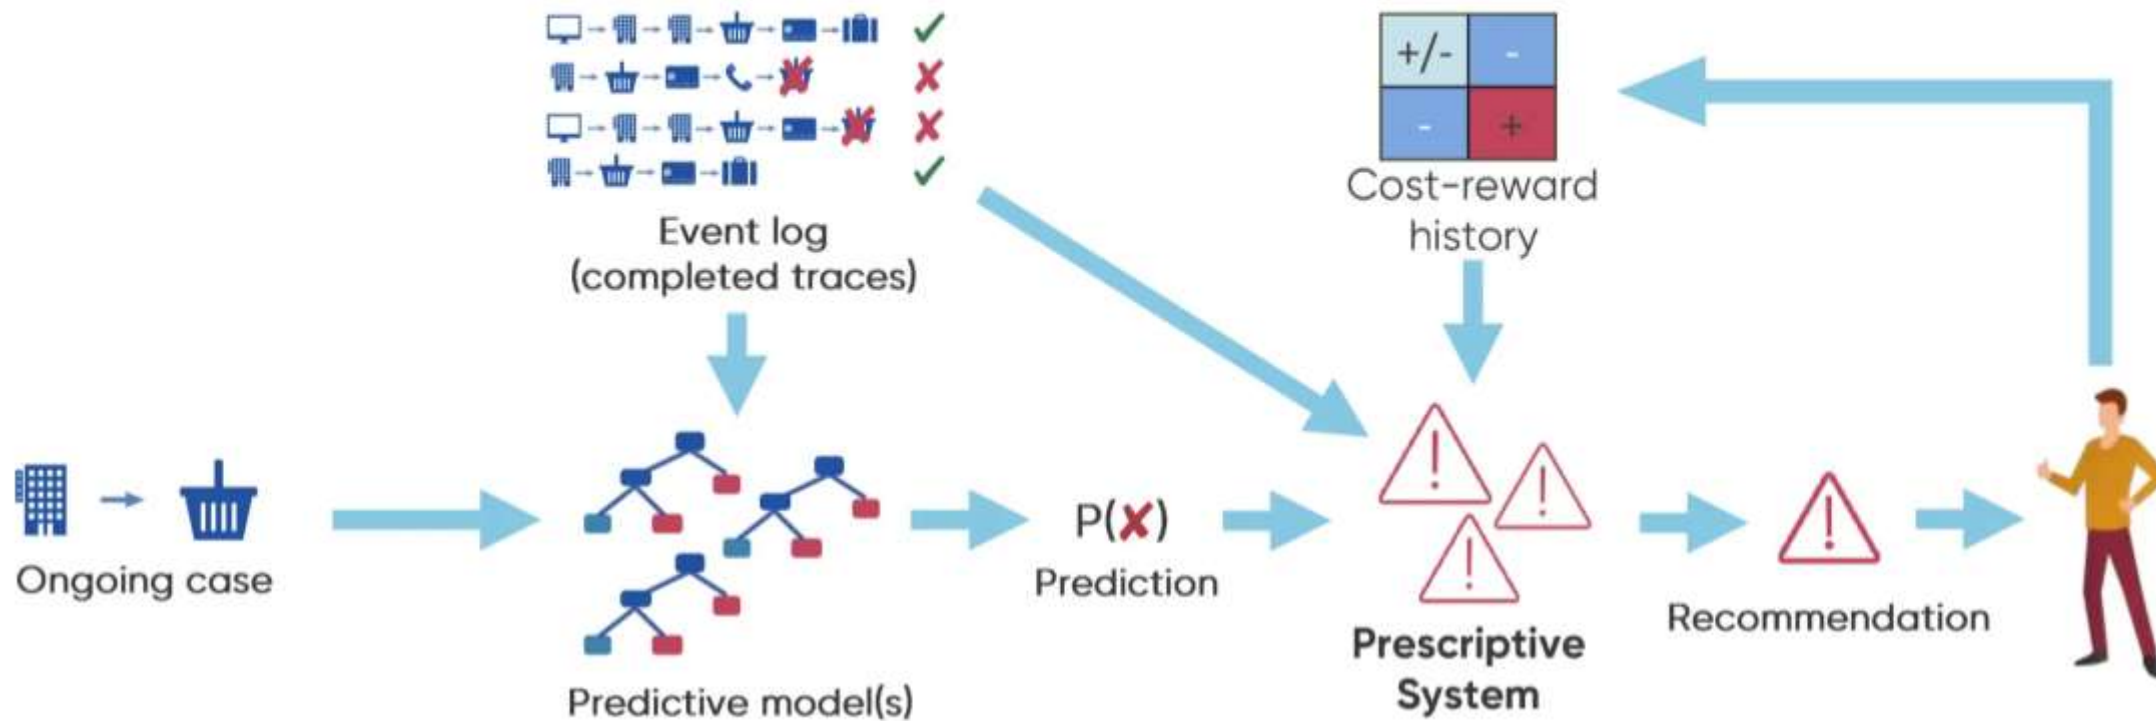 +/-
-
-
+
Cost-reward
history
Event log
(completed traces)
Ongoing case
P(✘)
Prediction
Predictive model(s)
Prescriptive
System
Recommendation